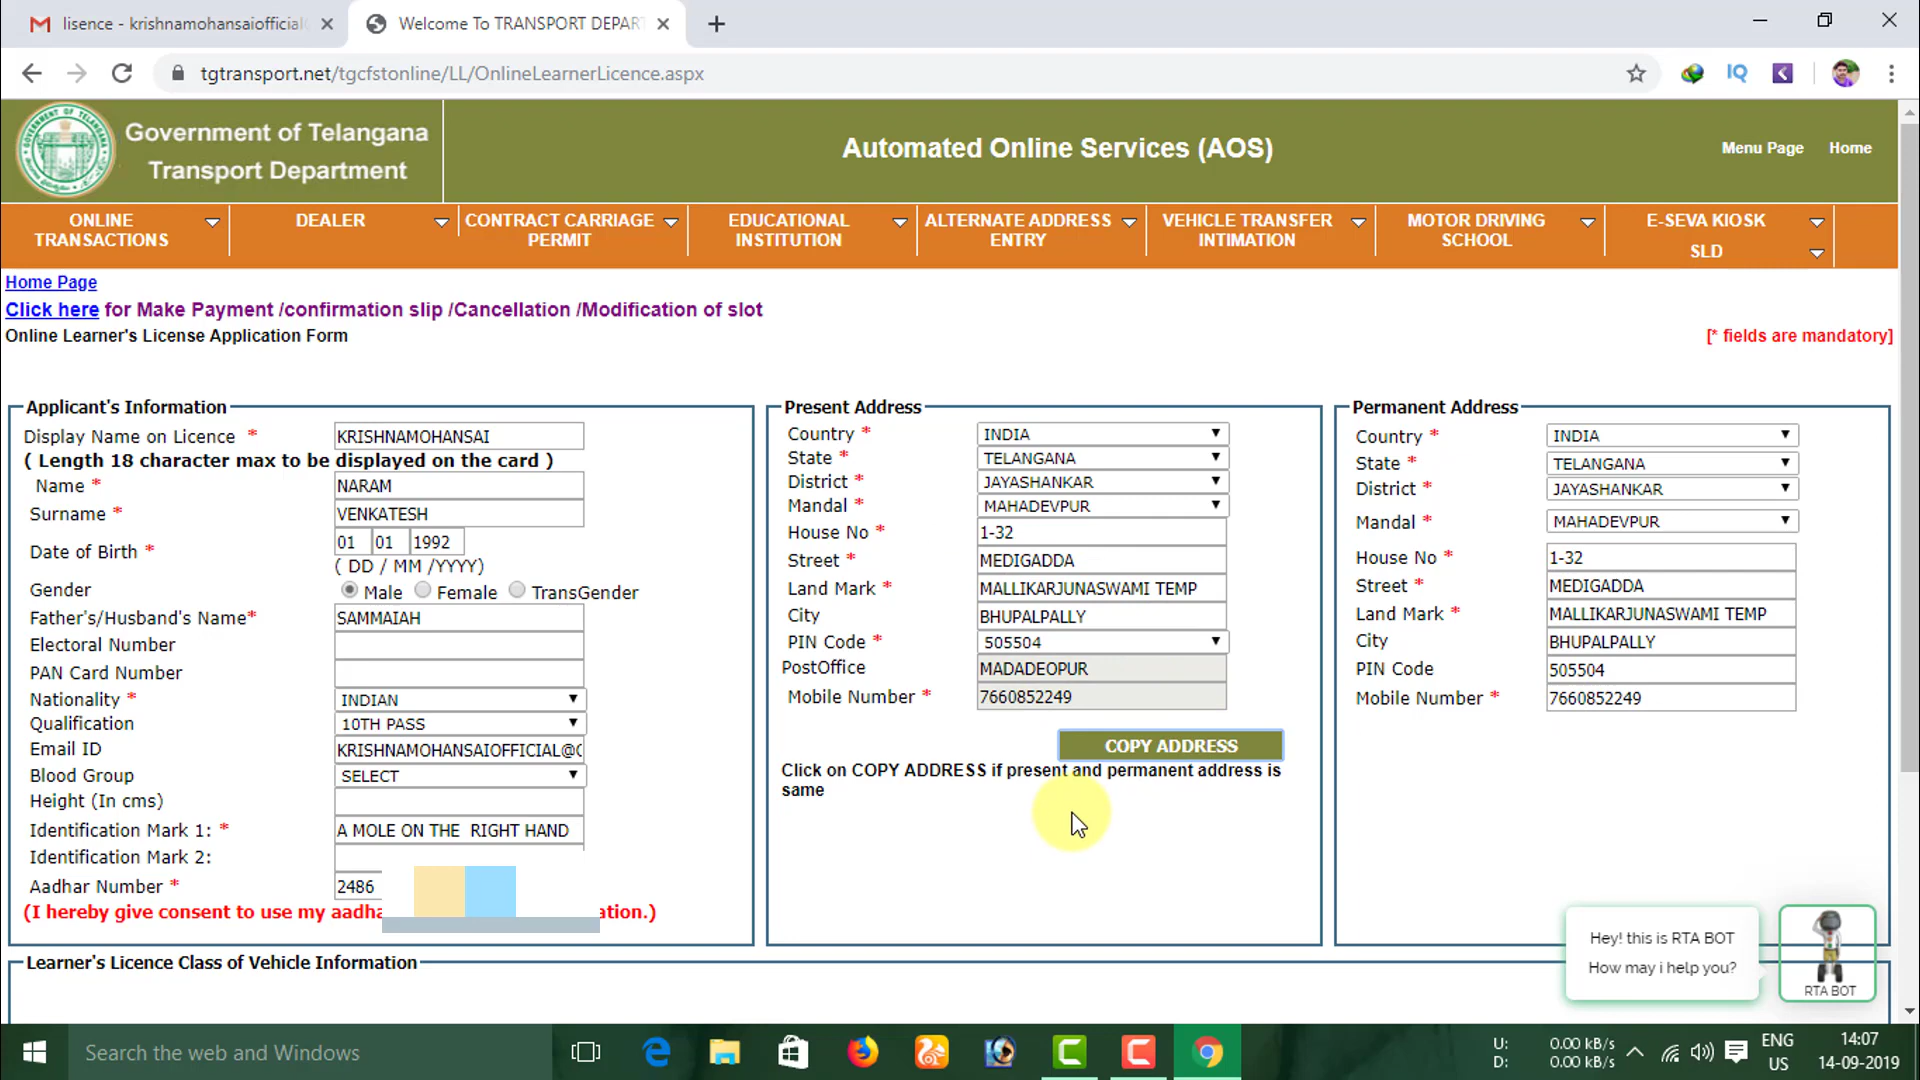 lisence - krishnamohansaiofficial
Welcome To TRANSPORT DEPAR
tgtransport.net/tgcfstonline/LL/OnlineLearnerLicence.aspx
Government of Telangana
Transport Department
Automated Online Services (AOS)
Menu Page
Home
ONLINE TRANSACTIONS
DEALER
CONTRACT CARRIAGE PERMIT
EDUCATIONAL INSTITUTION
ALTERNATE ADDRESS ENTRY
VEHICLE TRANSFER INTIMATION
MOTOR DRIVING SCHOOL
E-SEVA KIOSK
SLD
Home Page
Click here for Make Payment /confirmation slip /Cancellation /Modification of slot
Online Learner's License Application Form
[* fields are mandatory]
Applicant's Information
Display Name on Licence * KRISHNAMOHANSAI
( Length 18 character max to be displayed on the card )
Name * NARAM
Surname * VENKATESH
Date of Birth * 01 01 1992
( DD / MM /YYYY)
Gender Male Female TransGender
Father's/Husband's Name* SAMMAIAH
Electoral Number
PAN Card Number
Nationality * INDIAN
Qualification 10TH PASS
Email ID KRISHNAMOHANSAIOFFICIAL@
Blood Group SELECT
Height (In cms)
Identification Mark 1: * A MOLE ON THE RIGHT HAND
Identification Mark 2:
Aadhar Number * 2486
(I hereby give consent to use my aadha ation.)
Present Address
Country * INDIA
State * TELANGANA
District * JAYASHANKAR
Mandal * MAHADEVPUR
House No * 1-32
Street * MEDIGADDA
Land Mark * MALLIKARJUNASWAMI TEMP
City BHUPALPALLY
PIN Code * 505504
PostOffice MADADEOPUR
Mobile Number * 7660852249
COPY ADDRESS
Click on COPY ADDRESS if present and permanent address is
same
Permanent Address
Country * INDIA
State * TELANGANA
District * JAYASHANKAR
Mandal * MAHADEVPUR
House No * 1-32
Street * MEDIGADDA
Land Mark * MALLIKARJUNASWAMI TEMP
City BHUPALPALLY
PIN Code 505504
Mobile Number * 7660852249
Hey! this is RTA BOT
How may i help you?
RTA BOT
Learner's Licence Class of Vehicle Information
Search the web and Windows
U: 0.00 kB/s
D: 0.00 kB/s
ENG
US
14:07
14-09-2019